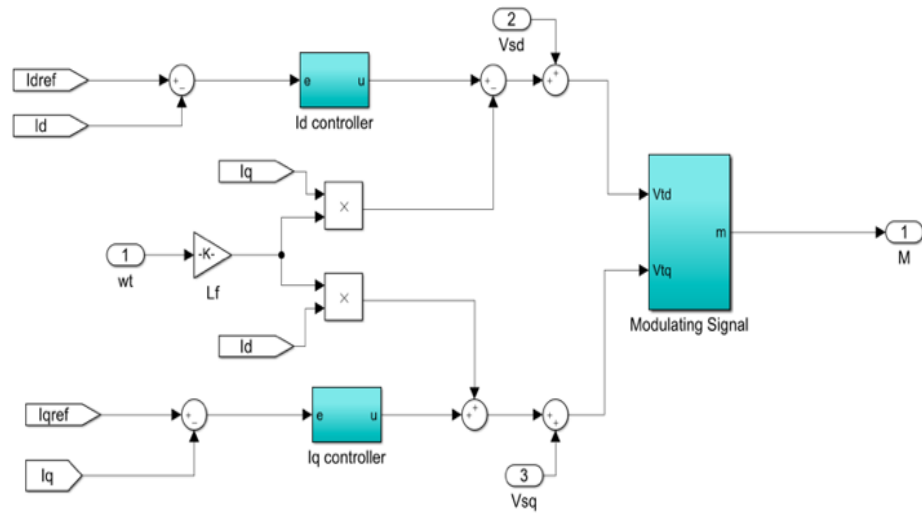 2
Vsd
Idref
e u
Id
Id controller
Iq
×
Vtd
1
-K-
m
1
wt
Lf
Vtq
M
×
Id
Modulating Signal
Iqref
e u
Iq controller
Iq
3
Vsq